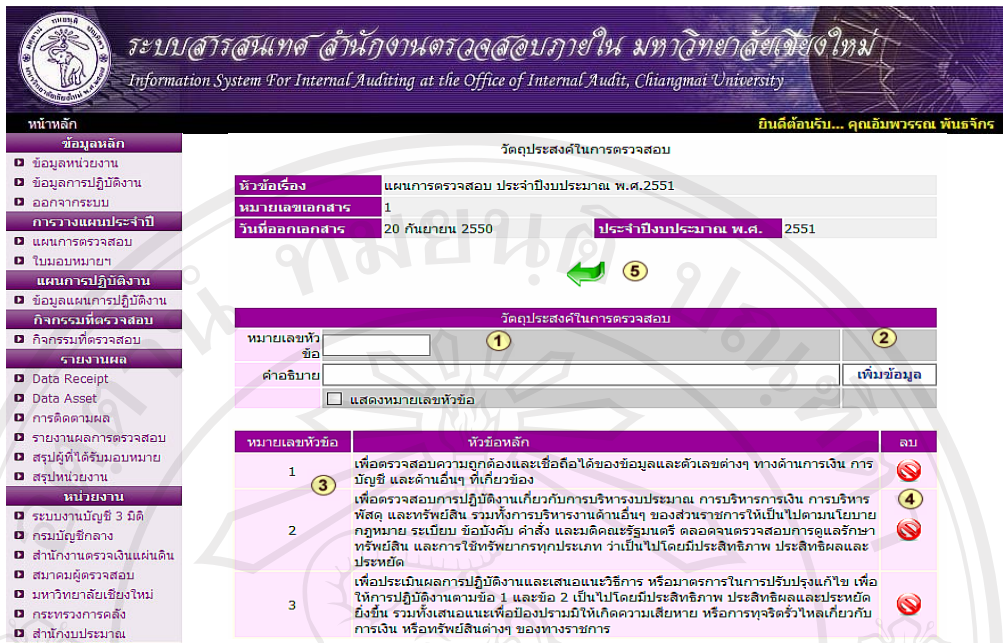 ระบบสารสนเทศ สำนักงานตรวจสอบภายใน มหาวิทยาลัยเชียงใหม่
Information System For Internal Auditing at the Office of Internal Audit, Chiangmai University
หน้าหลัก
ยินดีต้อนรับ... คุณอัมพวรรณ พันธจักร
ข้อมูลหลัก
ข้อมูลหน่วยงาน
ข้อมูลการปฏิบัติงาน
ออกจากระบบ
การวางแผนประจำปี
แผนการตรวจสอบ
ใบมอบหมายฯ
แผนการปฏิบัติงาน
ข้อมูลแผนการปฏิบัติงาน
กิจกรรมที่ตรวจสอบ
กิจกรรมที่ตรวจสอบ
รายงานผล
Data Receipt
Data Asset
การติดตามผล
รายงานผลการตรวจสอบ
สรุปผู้ที่ได้รับมอบหมาย
สรุปหน่วยงาน
หน่วยงาน
ระบบงานบัญชี 3 มิติ
กรมบัญชีกลาง
สำนักงานตรวจเงินแผ่นดิน
สมาคมผู้ตรวจสอบ
มหาวิทยาลัยเชียงใหม่
กระทรวงการคลัง
สำนักงบประมาณ
วัตถุประสงค์ในการตรวจสอบ
หัวข้อเรื่อง แผนการตรวจสอบ ประจำปีงบประมาณ พ.ศ.2551
หมายเลขเอกสาร 1
วันที่ออกเอกสาร 20 กันยายน 2550 ประจำปีงบประมาณ พ.ศ. 2551
5
วัตถุประสงค์ในการตรวจสอบ
หมายเลขหัว
ข้อ
1 2
คำอธิบาย เพิ่มข้อมูล
แสดงหมายเลขหัวข้อ
หมายเลขหัวข้อ หัวข้อหลัก ลบ
1 เพื่อตรวจสอบความถูกต้องและเชื่อถือได้ของข้อมูลและตัวเลขต่างๆ ทางด้านการเงิน การ
บัญชี และด้านอื่นๆ ที่เกี่ยวข้อง
3
4
เพื่อตรวจสอบการปฏิบัติงานเกี่ยวกับการบริหารงบประมาณ การบริหารการเงิน การบริหาร
พัสดุ และทรัพย์สิน รวมทั้งการบริหารงานด้านอื่นๆ ของส่วนราชการให้เป็นไปตามนโยบาย
2 กฎหมาย ระเบียบ ข้อบังคับ คำสั่ง และมติคณะรัฐมนตรี ตลอดจนตรวจสอบการดูแลรักษา
ทรัพย์สิน และการใช้ทรัพยากรทุกประเภท ว่าเป็นไปโดยมีประสิทธิภาพ ประสิทธิผลและ
ประหยัด
เพื่อประเมินผลการปฏิบัติงานและเสนอแนะวิธีการ หรือมาตรการในการปรับปรุงแก้ไข เพื่อ
3 ให้การปฏิบัติงานตามข้อ 1 และข้อ 2 เป็นไปโดยมีประสิทธิภาพ ประสิทธิผลและประหยัด
ยิ่งขึ้น รวมทั้งเสนอแนะเพื่อป้องปรามมิให้เกิดความเสียหาย หรือการทุจริตรั่วไหลเกี่ยวกับ
การเงิน หรือทรัพย์สินต่างๆ ของทางราชการ